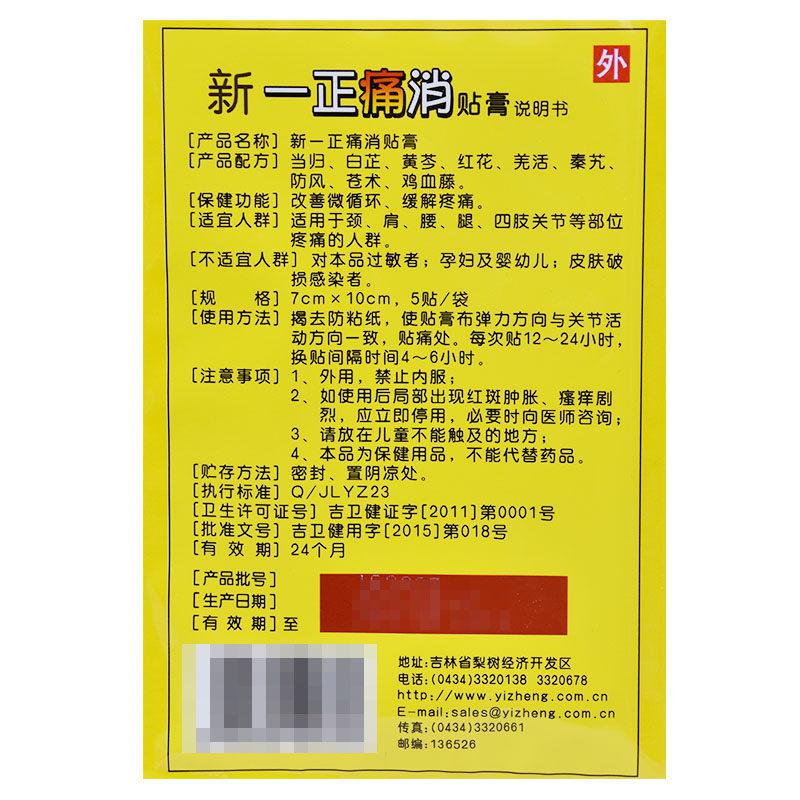 外
新一正痛消贴膏说明书
[产品名称] 新一正痛消贴膏
[产品配方] 当归、白芷、黄芩、红花、羌活、秦艽、
防风、苍术、鸡血藤。
[保健功能] 改善微循环、缓解疼痛。
[适宜人群] 适用于颈、肩、腰、腿、四肢关节等部位
疼痛的人群。
[不适宜人群] 对本品过敏者；孕妇及婴幼儿；皮肤破
损感染者。
[规 格] 7cm×10cm，5贴/袋
[使用方法] 揭去防粘纸，使贴膏布弹力方向与关节活
动方向一致，贴痛处。每次贴12～24小时，
换贴间隔时间4～6小时。
[注意事项] 1、外用，禁止内服；
2、如使用后局部出现红斑肿胀、瘙痒剧
烈，应立即停用，必要时向医师咨询；
3、请放在儿童不能触及的地方；
4、本品为保健用品，不能代替药品。
[贮存方法] 密封、置阴凉处。
[执行标准] Q/JLYZ23
[卫生许可证号] 吉卫健证字[2011]第0001号
[批准文号] 吉卫健用字[2015]第018号
[有 效 期] 24个月
[产品批号]
[生产日期]
[有 效 期] 至
地址:吉林省梨树经济开发区
电话:(0434)3320138 3320678
http://www.yizheng.com.cn
E-mail:sales@yizheng.com.cn
传真:(0434)3320661
邮编:136526